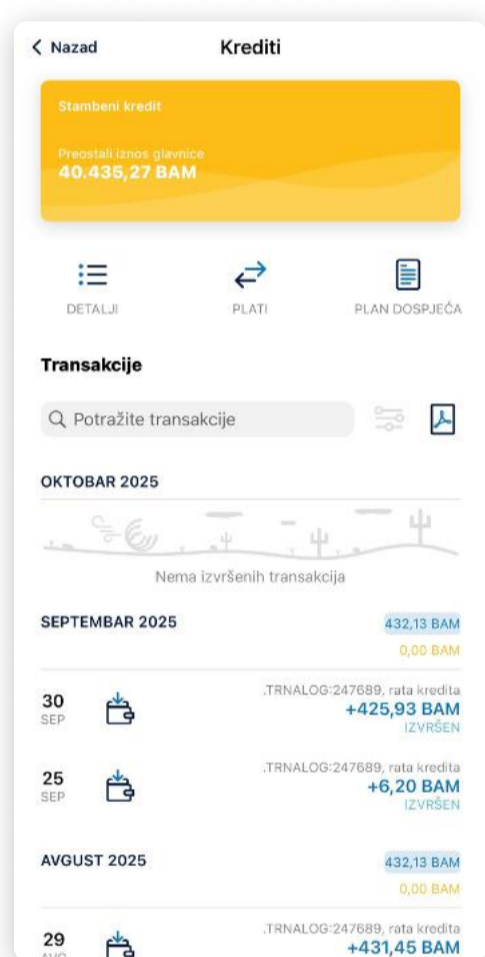 Nazad
Krediti
Stambeni kredit
Preostali iznos glavnice
40.435,27 BAM
DETALJI
PLATI
PLAN DOSPJEĆA
Transakcije
Potražite transakcije
OKTOBAR 2025
Nema izvršenih transakcija
SEPTEMBAR 2025
432,13 BAM
0,00 BAM
30
SEP
.TRNALOG:247689, rata kredita
+425,93 BAM
IZVRŠEN
25
SEP
.TRNALOG:247689, rata kredita
+6,20 BAM
IZVRŠEN
AVGUST 2025
432,13 BAM
0,00 BAM
29
AVG
.TRNALOG:247689, rata kredita
+431,45 BAM